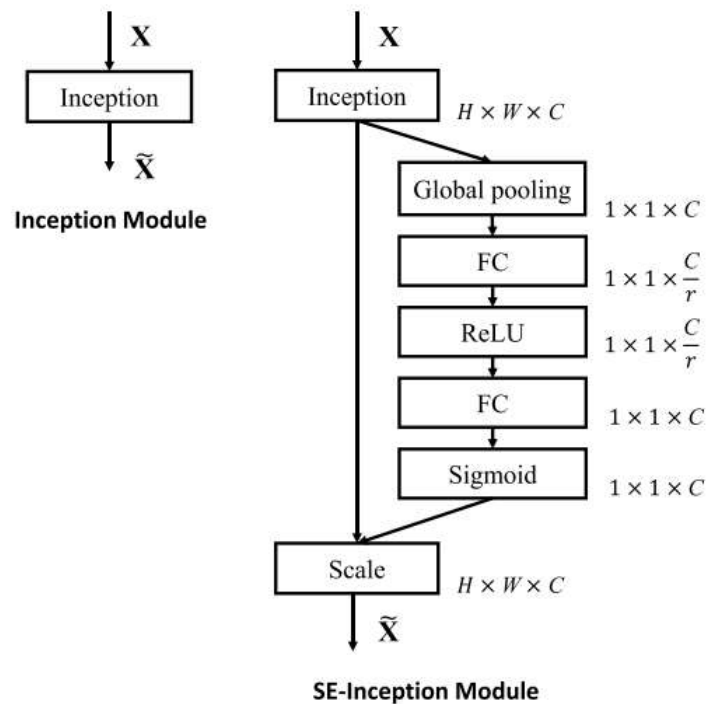 X
Inception
X̃
Inception Module
X
Inception
H × W × C
Global pooling
1 × 1 × C
FC
1 × 1 × C/r
ReLU
1 × 1 × C/r
FC
1 × 1 × C
Sigmoid
1 × 1 × C
Scale
H × W × C
X̃
SE-Inception Module